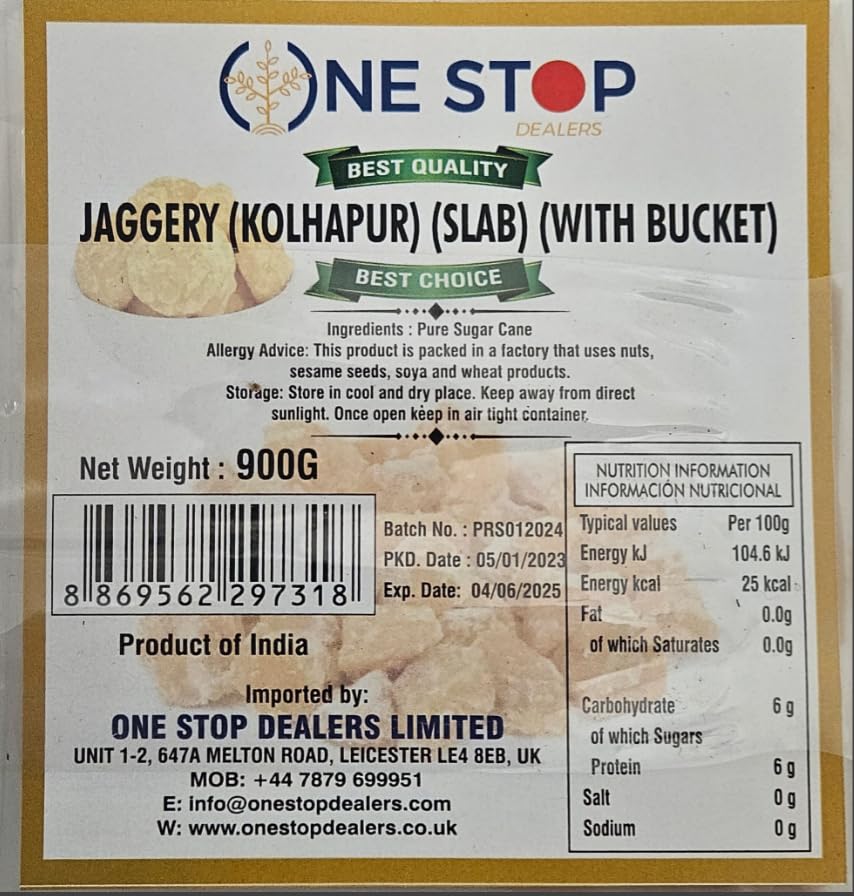 ONE STOP
DEALERS
BEST QUALITY
JAGGERY (KOLHAPUR) (SLAB) (WITH BUCKET)
BEST CHOICE
Ingredients : Pure Sugar Cane
Allergy Advice: This product is packed in a factory that uses nuts,
sesame seeds, soya and wheat products.
Storage: Store in cool and dry place. Keep away from direct
sunlight. Once open keep in air tight container.
Net Weight : 900G
8 869562 297318
Batch No. : PRS012024
PKD. Date : 05/01/2023
Exp. Date: 04/06/2025
Product of India
Imported by:
ONE STOP DEALERS LIMITED
UNIT 1-2, 647A MELTON ROAD, LEICESTER LE4 8EB, UK
MOB: +44 7879 699951
E: info@onestopdealers.com
W: www.onestopdealers.co.uk
NUTRITION INFORMATION
INFORMACIÓN NUTRICIONAL
Typical values Per 100g
Energy kJ 104.6 kJ
Energy kcal 25 kcal
Fat 0.0g
of which Saturates 0.0g
Carbohydrate 6 g
of which Sugars
Protein 6 g
Salt 0 g
Sodium 0 g